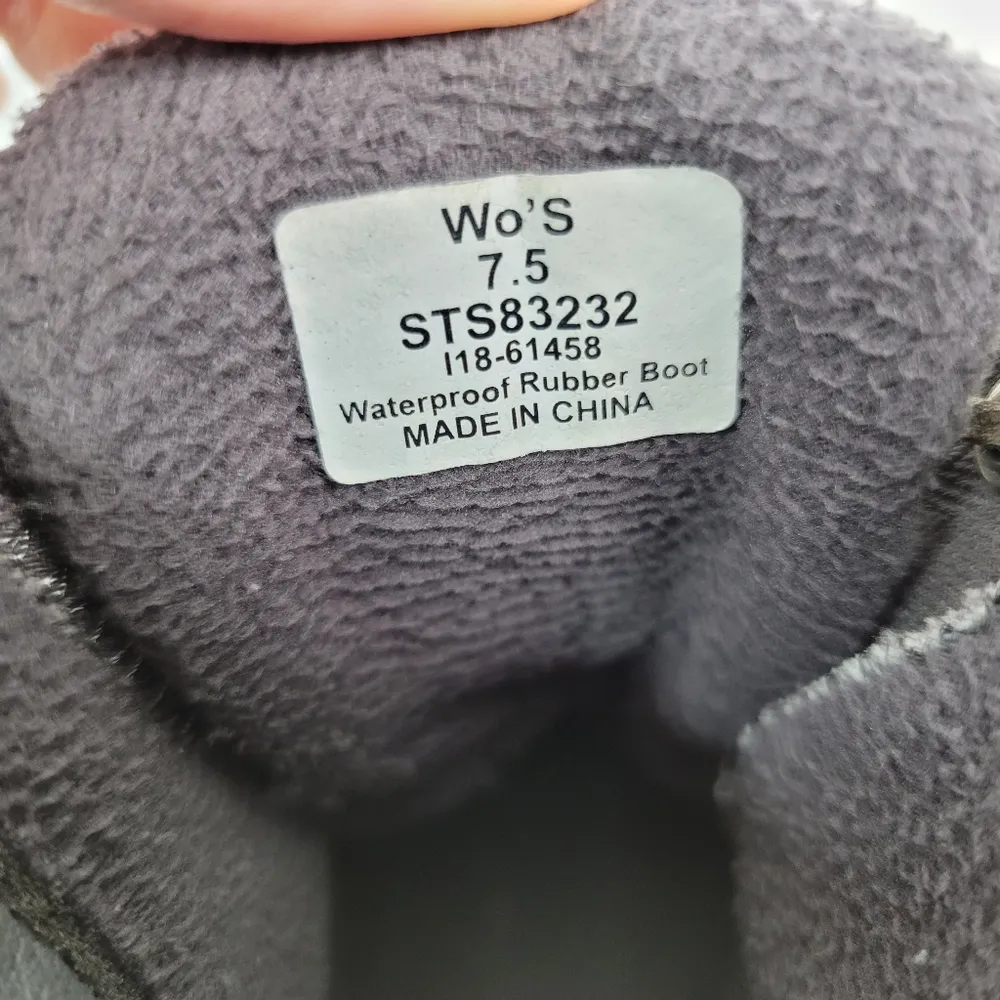 Wo'S
7.5
STS83232
I18-61458
Waterproof Rubber Boot
MADE IN CHINA